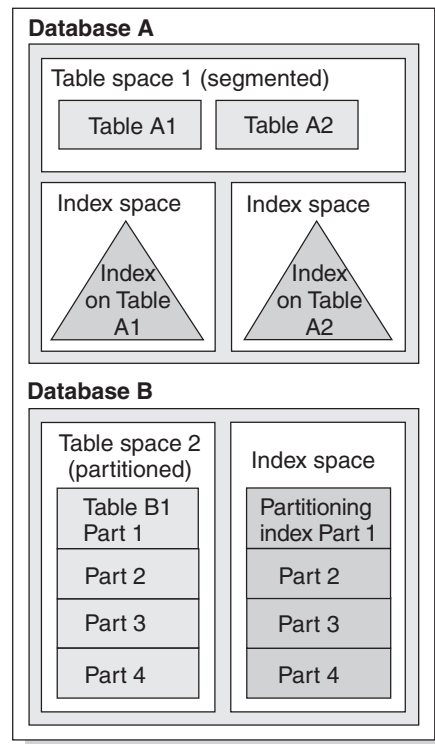 Database A
Table space 1 (segmented)
Table A1
Table A2
Index space
Index
on Table
A1
Index space
Index
on Table
A2
Database B
Table space 2
(partitioned)
Table B1
Part 1
Part 2
Part 3
Part 4
Index space
Partitioning
index Part 1
Part 2
Part 3
Part 4